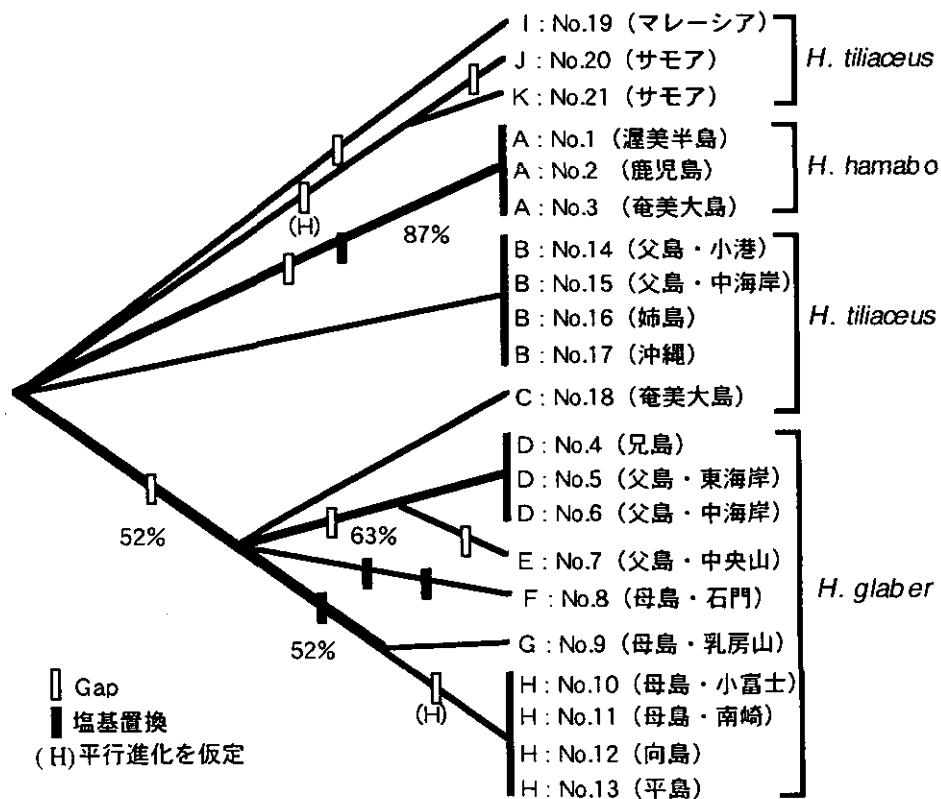 I : No.19 (マレーシア)
J : No.20 (サモア)
K : No.21 (サモア)
H. tiliaceus
A : No.1 (渥美半島)
A : No.2 (鹿児島)
A : No.3 (奄美大島)
H. hamabo
(H)
87%
B : No.14 (父島・小港)
B : No.15 (父島・中海岸)
B : No.16 (姉島)
B : No.17 (沖縄)
C : No.18 (奄美大島)
H. tiliaceus
D : No.4 (兄島)
D : No.5 (父島・東海岸)
D : No.6 (父島・中海岸)
E : No.7 (父島・中央山)
F : No.8 (母島・石門)
G : No.9 (母島・乳房山)
H : No.10 (母島・小富士)
H : No.11 (母島・南崎)
H : No.12 (向島)
H : No.13 (平島)
H. glaber
52%
63%
52%
(H)
Gap
塩基置換
(H)平行進化を仮定